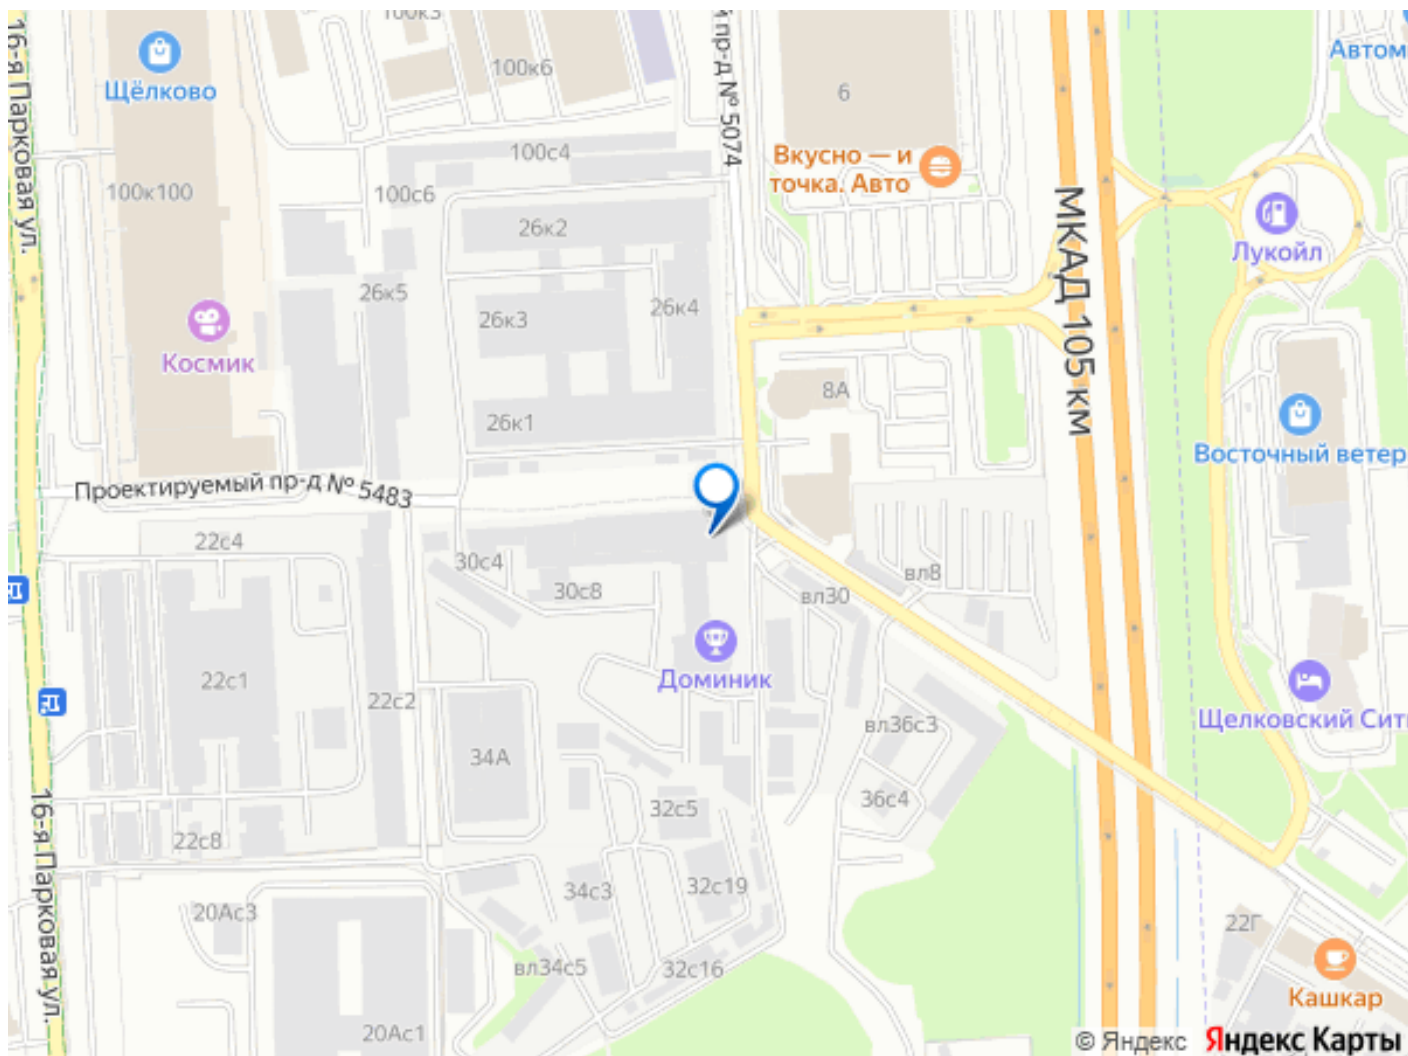 100к3
100к6
Щёлково
й пр-д № 5074
6
Автом
16-я Парковая ул.
100к100
100с4
100с6
Вкусно — и
точка. Авто
МКАД 105 км
Лукойл
26к2
26к5
26к3
26к4
Космик
8А
26к1
Восточный ветер
Проектируемый пр-д № 5483
22с4
30с4
30с8
вл30
вл8
Доминик
22с1
22с2
34А
вл36с3
36с4
Щелковский Сити
16-я Парковая ул.
22с8
32с5
34с3
32с19
20Ас3
вл34с5
32с16
22Г
Кашкар
20Ас1
© Яндекс Яндекс Карты